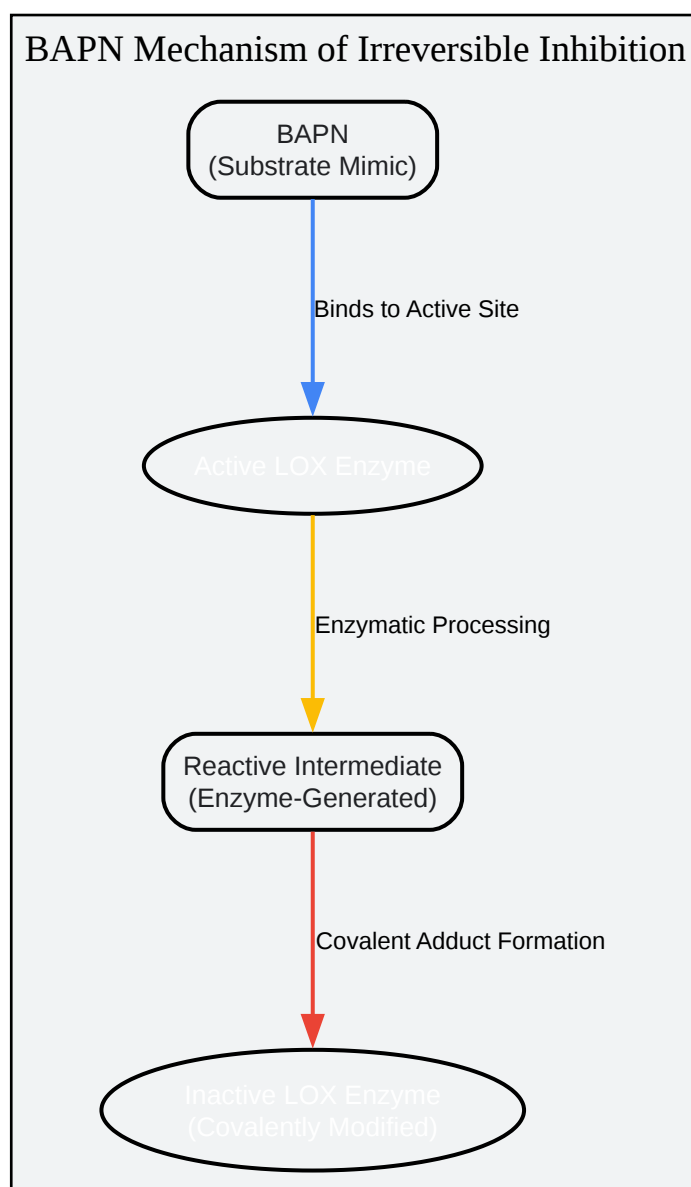 BAPN Mechanism of Irreversible Inhibition
BAPN
(Substrate Mimic)
Binds to Active Site
Active LOX Enzyme
Enzymatic Processing
Reactive Intermediate
(Enzyme-Generated)
Covalent Adduct Formation
Inactive LOX Enzyme
(Covalently Modified)